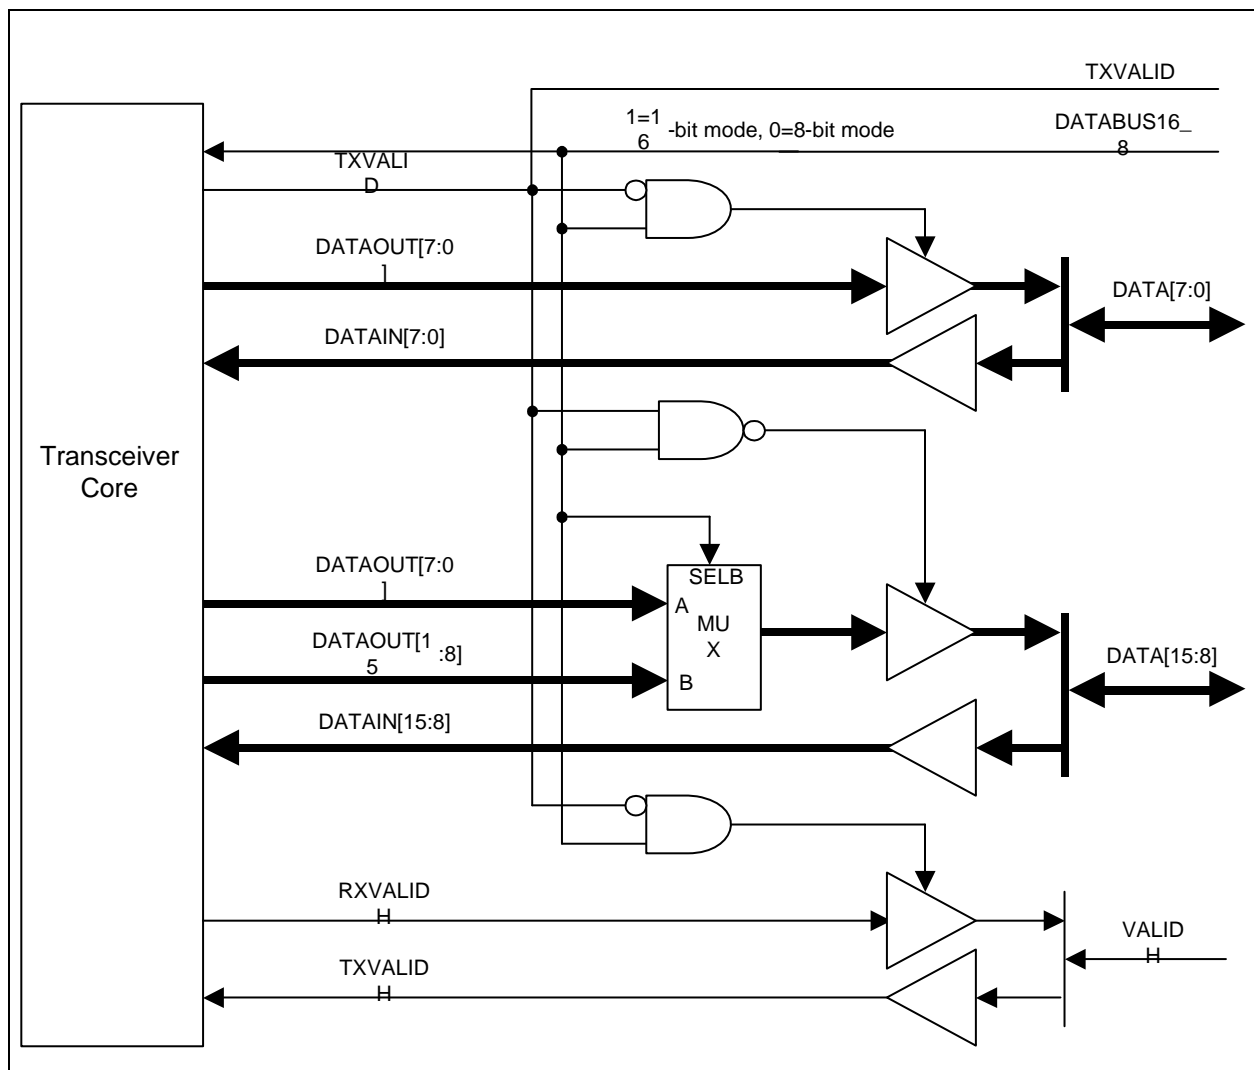 TXVALID
1=1
6
-bit mode, 0=8-bit mode
DATABUS16_
8
TXVALI
D
DATAOUT[7:0
]
DATA[7:0]
DATAIN[7:0]
Transceiver
Core
DATAOUT[7:0
]
SELB
A
MU
X
DATAOUT[1
5
:8]
B
DATA[15:8]
DATAIN[15:8]
RXVALID
H
VALID
H
TXVALID
H